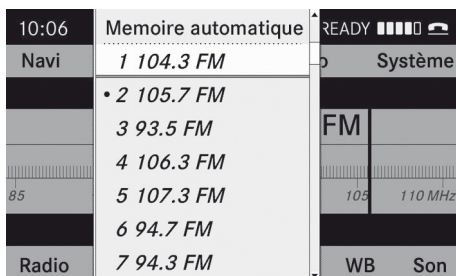 10:06
Memoire automatique
READY
Navi
1 104.3 FM
Système
• 2 105.7 FM
3 93.5 FM
FM
4 106.3 FM
85
5 107.3 FM
105
110 MHz
6 94.7 FM
Radio
7 94.3 FM
WB
Son